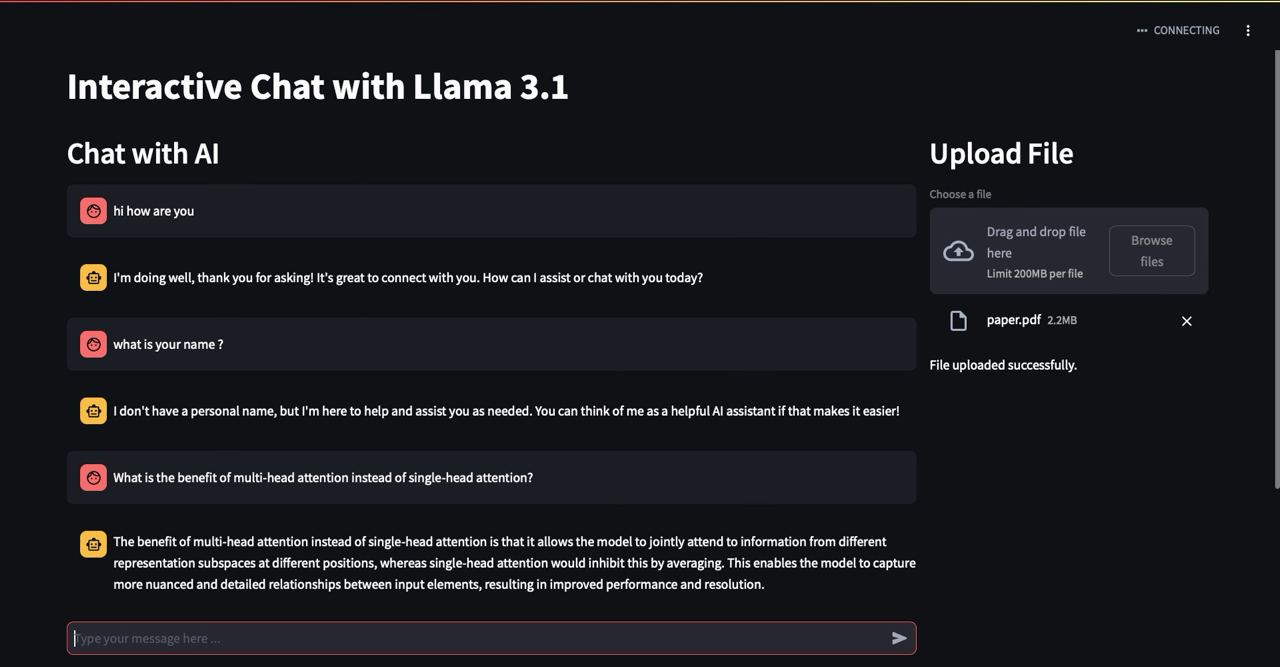 CONNECTING
Interactive Chat with Llama 3.1
Chat with AI
hi how are you
I'm doing well, thank you for asking! It's great to connect with you. How can I assist or chat with you today?
what is your name ?
I don't have a personal name, but I'm here to help and assist you as needed. You can think of me as a helpful AI assistant if that makes it easier!
What is the benefit of multi-head attention instead of single-head attention?
The benefit of multi-head attention instead of single-head attention is that it allows the model to jointly attend to information from different
representation subspaces at different positions, whereas single-head attention would inhibit this by averaging. This enables the model to capture
more nuanced and detailed relationships between input elements, resulting in improved performance and resolution.
Type your message here ...
Upload File
Choose a file
Drag and drop file
here
Limit 200MB per file
Browse
files
paper.pdf 2.2MB
File uploaded successfully.